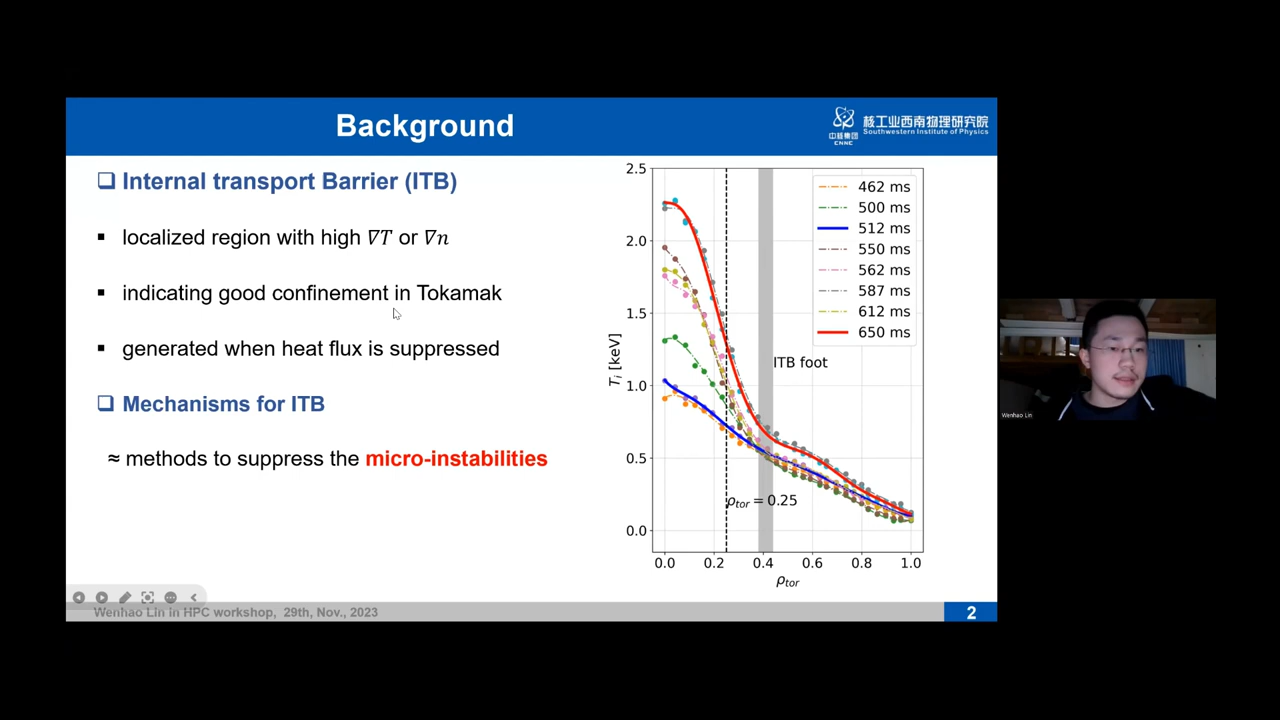 Background
中核集团
CNNC
核工业西南物理研究院
Southwestern Institute of Physics
Internal transport Barrier (ITB)
localized region with high ∇T or ∇n
indicating good confinement in Tokamak
generated when heat flux is suppressed
Mechanisms for ITB
≈ methods to suppress the micro-instabilities
2.5
2.0
1.5
1.0
0.5
0.0
T_i [keV]
462 ms
500 ms
512 ms
550 ms
562 ms
587 ms
612 ms
650 ms
ITB foot
ρ_tor = 0.25
0.0 0.2 0.4 0.6 0.8 1.0
ρ_tor
Wenhao Lin in HPC workshop, 29th, Nov., 2023
2
Wenhao Lin